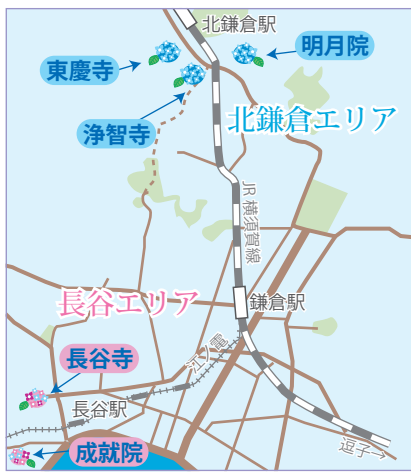 北鎌倉駅
東慶寺
明月院
浄智寺
北鎌倉エリア
JR 横須賀線
長谷エリア
鎌倉駅
江ノ電
長谷寺
長谷駅
逗子→
成就院